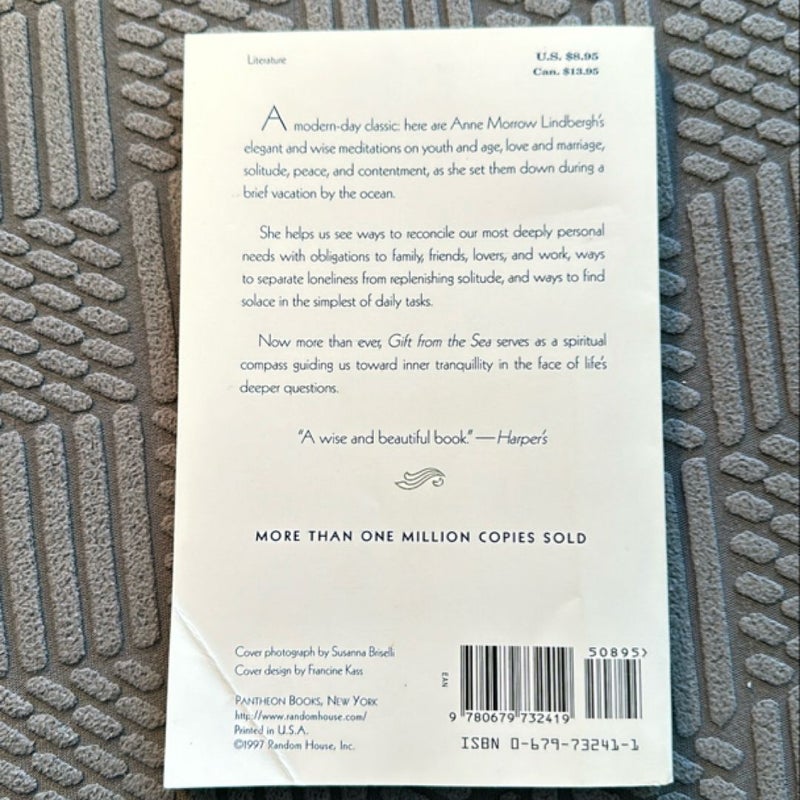 Literature
U.S. $8.95
Can. $13.95
A modern-day classic: here are Anne Morrow Lindbergh's
elegant and wise meditations on youth and age, love and marriage,
solitude, peace, and contentment, as she set them down during a
brief vacation by the ocean.
She helps us see ways to reconcile our most deeply personal
needs with obligations to family, friends, lovers, and work, ways
to separate loneliness from replenishing solitude, and ways to find
solace in the simplest of daily tasks.
Now more than ever, Gift from the Sea serves as a spiritual
compass guiding us toward inner tranquillity in the face of life's
deeper questions.
"A wise and beautiful book." —Harper's
MORE THAN ONE MILLION COPIES SOLD
Cover photograph by Susanna Briselli
Cover design by Francine Kass
PANTHEON BOOKS, NEW YORK
http://www.randomhouse.com/
Printed in U.S.A.
©1997 Random House, Inc.
EAN
50895>
9 780679 732419
ISBN 0-679-73241-1